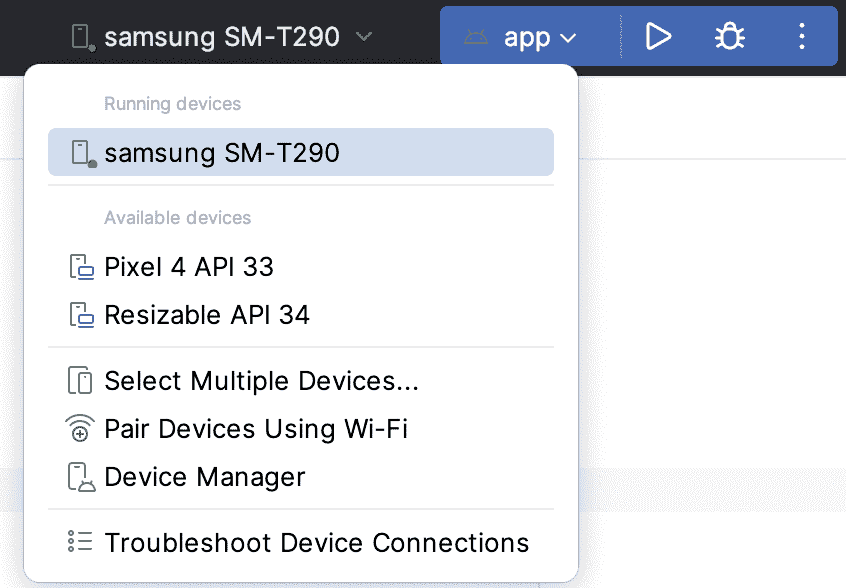 samsung SM-T290
app
Running devices
samsung SM-T290
Available devices
Pixel 4 API 33
Resizable API 34
Select Multiple Devices...
Pair Devices Using Wi-Fi
Device Manager
Troubleshoot Device Connections